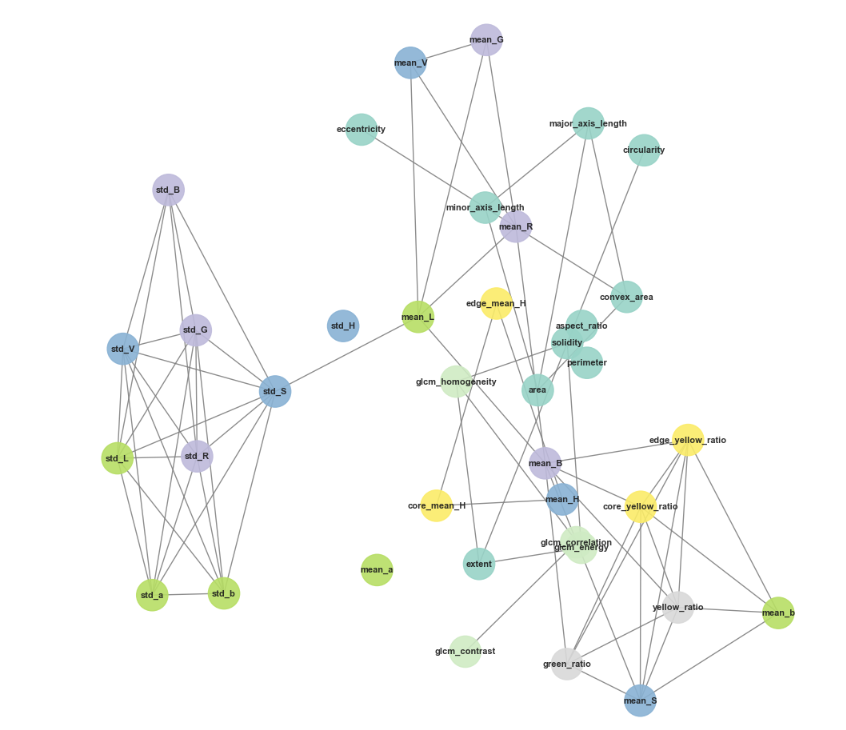 mean_G
mean_V
major_axis_length
eccentricity
circularity
std_B
minor_axis_length
mean_R
convex_area
edge_mean_H
mean_L
std_H
aspect_ratio
std_G
solidity
std_V
perimeter
glcm_homogeneity
area
std_S
edge_yellow_ratio
std_R
std_L
mean_B
mean_H
core_mean_H
core_yellow_ratio
glcm_correlation
glcm_energy
extent
mean_a
std_b
std_a
yellow_ratio
mean_b
glcm_contrast
green_ratio
mean_S